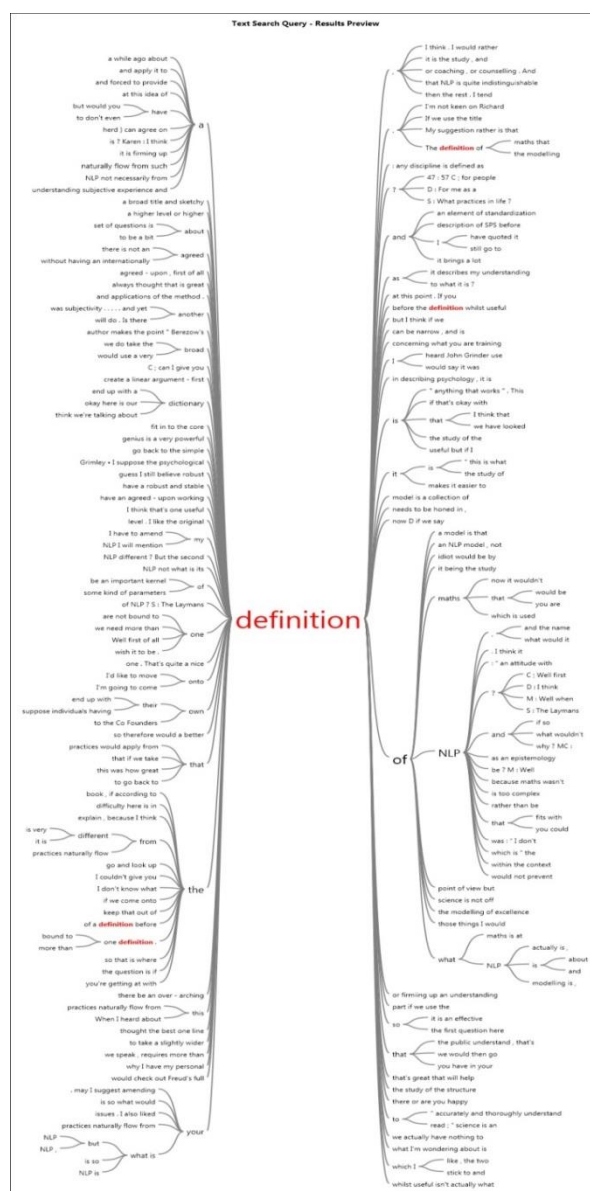 Text Search Query - Results Preview
a while ago about
and apply it to
and forced to provide
at this idea of
but would you
to don't even
have
herd ) can agree on
is ? Karen : I think
it is firming up
naturally flow from such
NLP not necessarily from
understanding subjective experience and
a
a broad title and sketchy
a higher level or higher
set of questions is
to be a bit
about
there is not an
without having an internationally
agreed
agreed - upon , first of all
always thought that is great
and applications of the method .
was subjectivity . . . . . and yet
will do . Is there
another
author makes the point " Berezow's
we do take the
would use a very
broad
C ; can I give you
create a linear argument - first
end up with a
okay here is our
think we're talking about
dictionary
fit in to the core
genius is a very powerful
go back to the simple
Grimley • I suppose the psychological
guess I still believe robust
have a robust and stable
have an agreed - upon working
I think that's one useful
level . I like the original
I have to amend
NLP I will mention
my
NLP different ? But the second
NLP not what is its
be an important kernel
some kind of parameters
of
of NLP ? S : The Laymans
are not bound to
we need more than
Well first of all
wish it to be .
one
one . That's quite a nice
I'd like to move
I'm going to come
onto
end up with
suppose individuals having
their
to the Co Founders
own
so therefore would a better
practices would apply from
that if we take
this was how great
to go back to
that
book , if according to
difficulty here is in
explain , because I think
is very
it is
different
practices naturally flow
from
go and look up
I couldn't give you
I don't know what
if we come onto
keep that out of
of a definition before
bound to
more than
one definition .
so that is where
the question is if
you're getting at with
the
there be an over - arching
practices naturally flow from
When I heard about
this
thought the best one line
to take a slightly wider
we speak , requires more than
why I have my personal
would check out Freud's full
. may I suggest amending
is so what would
issues . I also liked
practices naturally flow from
NLP
NLP .
but
is so
NLP is
what is
your
definition
,
I think . I would rather
it is the study , and
or coaching , or counselling . And
that NLP is quite indistinguishable
then the rest . I tend
.
I'm not keen on Richard
If we use the title
My suggestion rather is that
The definition of
maths that
the modelling
: any discipline is defined as
?
47 : 57 C ; for people
D : For me as a
S : What practices in life ?
and
an element of standardization
description of SPS before
I
have quoted it
still go to
it brings a lot
as
it describes my understanding
to what it is ?
at this point . If you
before the definition whilst useful
but I think if we
can be narrow , and is
concerning what you are training
I
heard John Grinder use
would say it was
in describing psychology , it is
is
" anything that works " . This
if that's okay with
that
I think that
we have looked
the study of the
useful but if I
it
is
" this is what
the study of
makes it easier to
model is a collection of
needs to be honed in ,
now D if we say
of
a model is that
an NLP model , not
idiot would be by
it being the study
maths
now it wouldn't
that
would be
you are
which is used
NLP
and the name
what would it
. I think it
: " an attitude with
?
C ; Well first
D : I think
M : Well when
S : The Laymans
and
if so
what wouldn't
why ? MC :
as an epistemology
be ? M : Well
because maths wasn't
is too complex
rather than be
that
fits with
you could
was : " I don't
which is " the
within the context
would not prevent
point of view but
science is not off
the modelling of excellence
those things I would
what
maths is at
NLP
actually is ,
is
about
and
modelling is ,
or firming up an understanding
part if we use the
so
it is an effective
the first question here
that
the public understand , that's
we would then go
you have in your
that's great that will help
the study of the structure
there or are you happy
to
" accurately and thoroughly understand
read ; " science is an
we actually have nothing to
what I'm wondering about is
which I
like , the two
stick to and
whilst useful isn't actually what